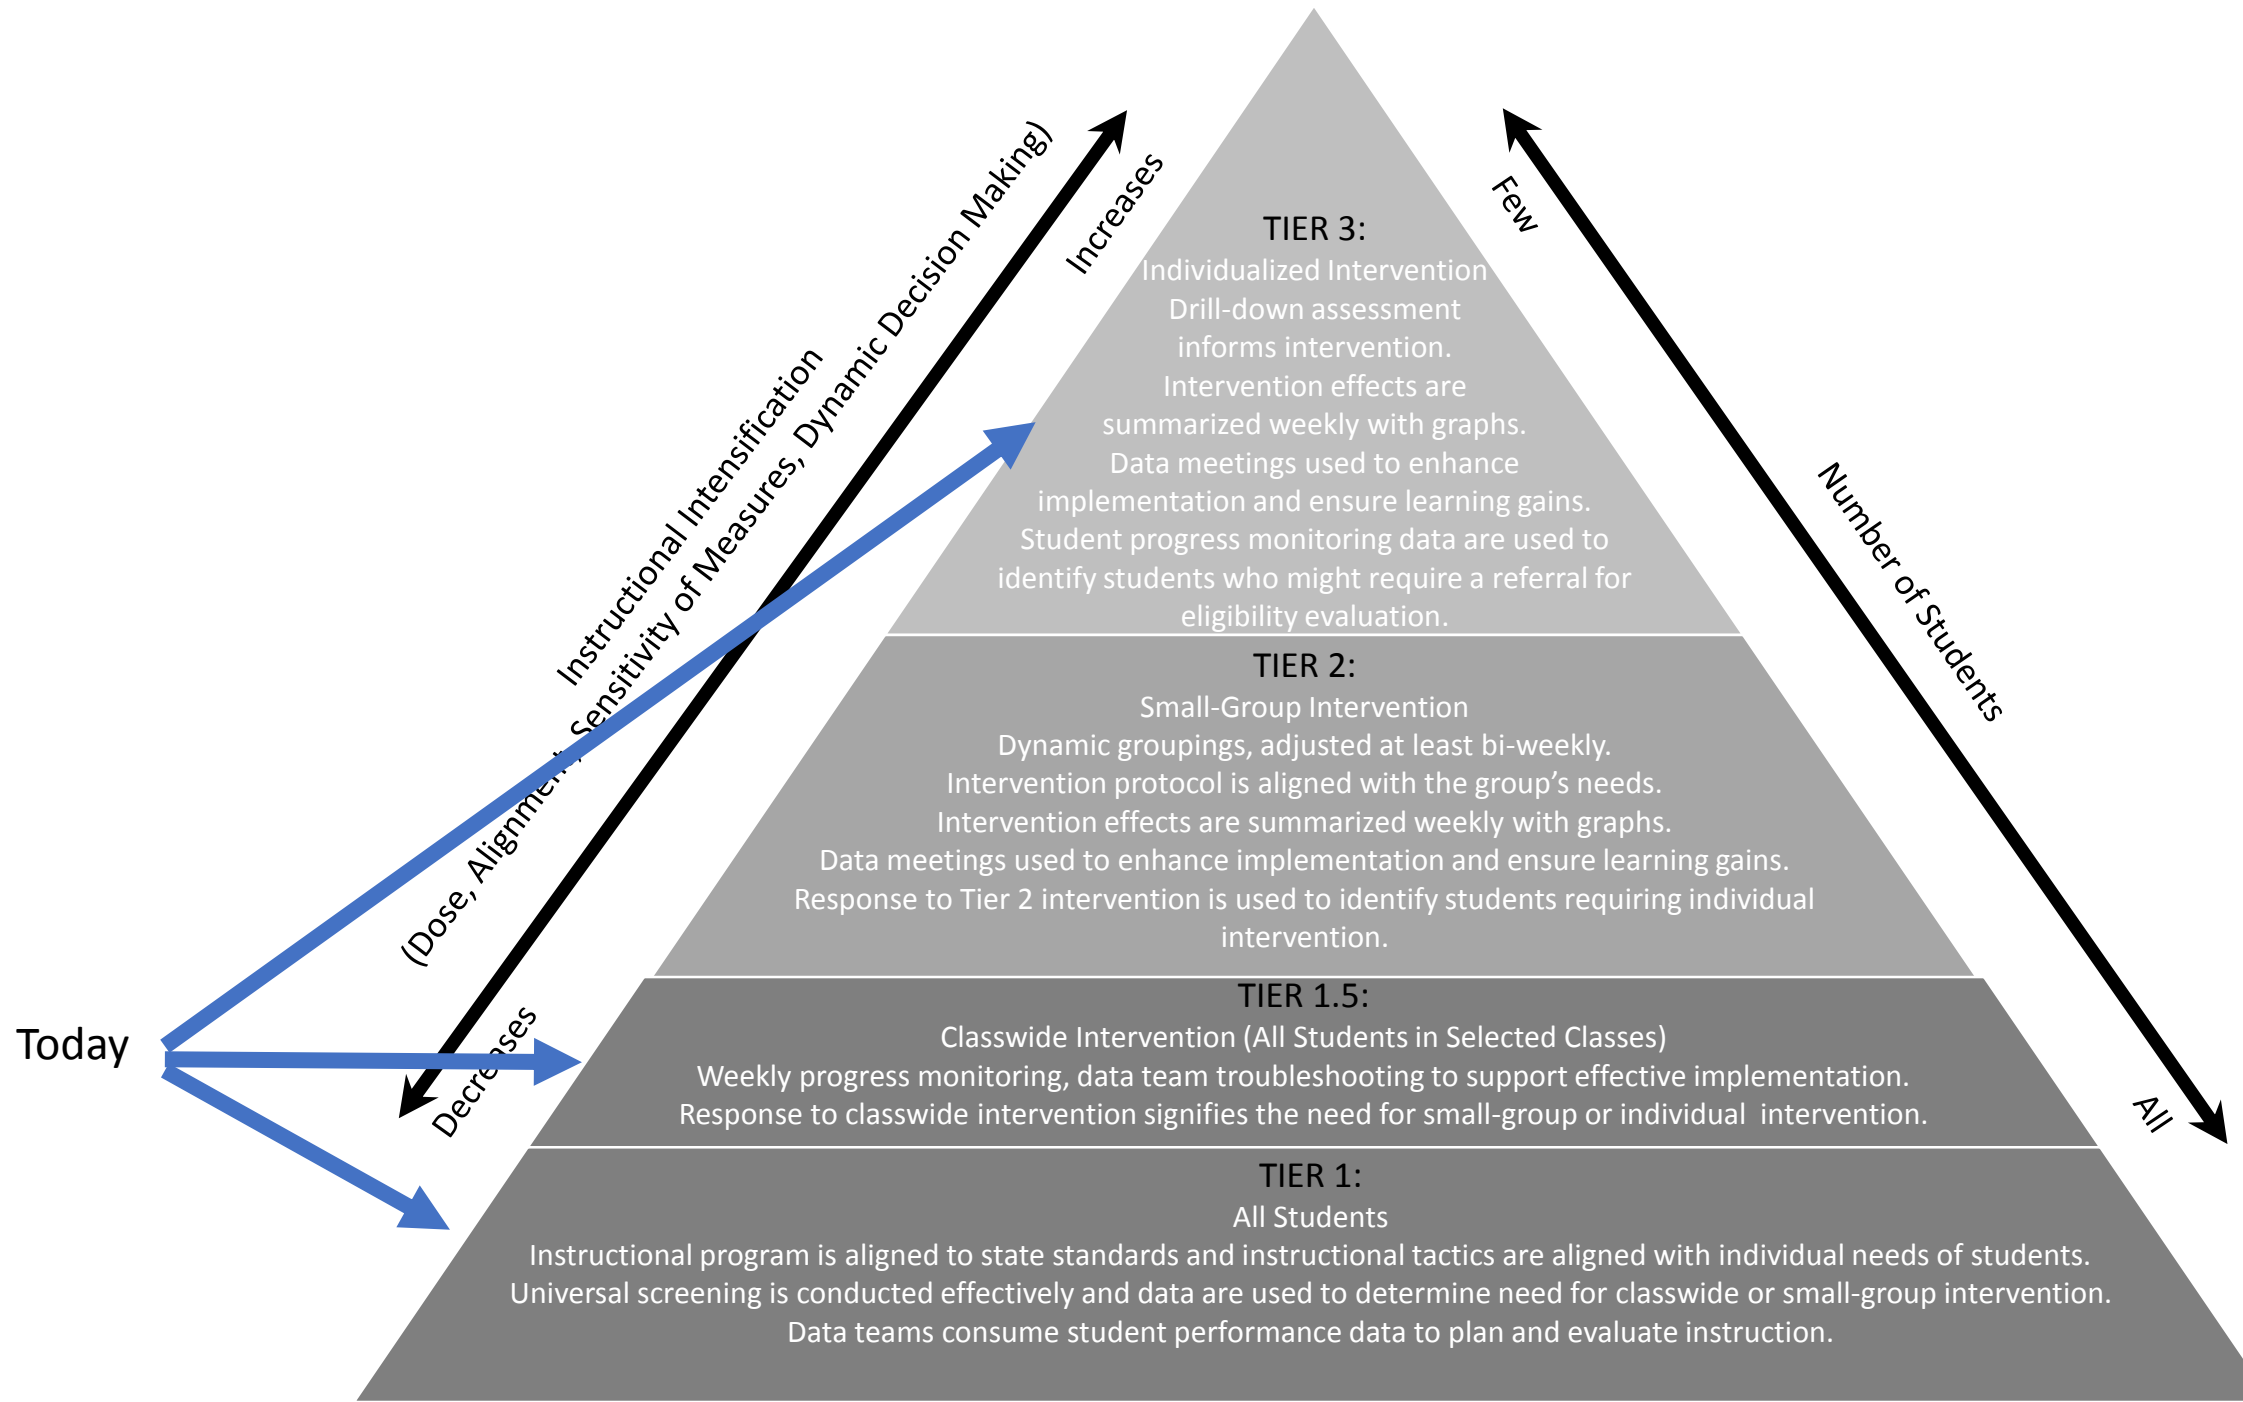 TIER 3:
Individualized Intervention
Drill-down assessment
informs intervention.
Intervention effects are
summarized weekly with graphs.
Data meetings used to enhance
implementation and ensure learning gains.
Student progress monitoring data are used to
identify students who might require a referral for
eligibility evaluation.
TIER 2:
Small-Group Intervention
Dynamic groupings, adjusted at least bi-weekly.
Intervention protocol is aligned with the group’s needs.
Intervention effects are summarized weekly with graphs.
Data meetings used to enhance implementation and ensure learning gains.
Response to Tier 2 intervention is used to identify students requiring individual
intervention.
TIER 1.5:
Classwide Intervention (All Students in Selected Classes)
Weekly progress monitoring, data team troubleshooting to support effective implementation.
Response to classwide intervention signifies the need for small-group or individual  intervention.
TIER 1:
All Students
Instructional program is aligned to state standards and instructional tactics are aligned with individual needs of students.
Universal screening is conducted effectively and data are used to determine need for classwide or small-group intervention.
Data teams consume student performance data to plan and evaluate instruction.
Instructional Intensification
(Dose, Alignment, Sensitivity of Measures, Dynamic Decision Making)
Increases
Decreases
Few
Number of Students
All
Today